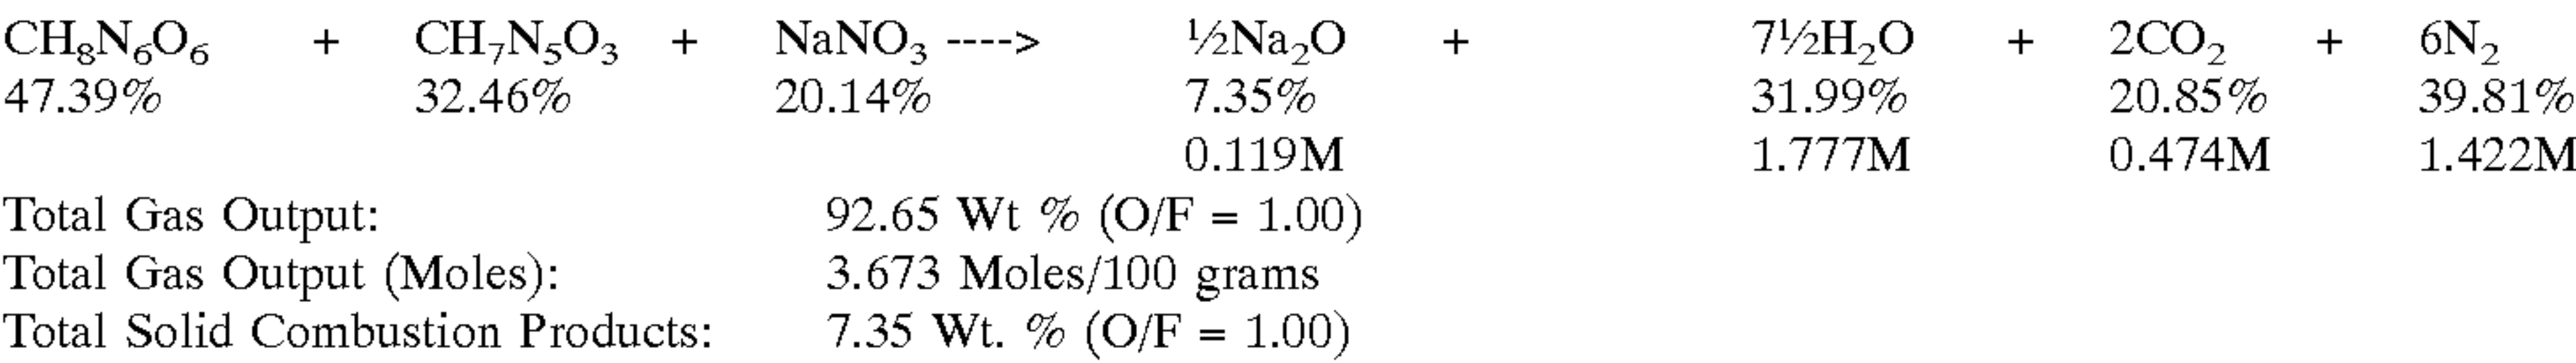 CH₈N₆O₆ + CH₇N₅O₃ + NaNO₃ ----> ½Na₂O + 7½H₂O + 2CO₂ + 6N₂
47.39% 32.46% 20.14% 7.35% 31.99% 20.85% 39.81%
0.119M 1.777M 0.474M 1.422M
Total Gas Output: 92.65 Wt % (O/F = 1.00)
Total Gas Output (Moles): 3.673 Moles/100 grams
Total Solid Combustion Products: 7.35 Wt. % (O/F = 1.00)